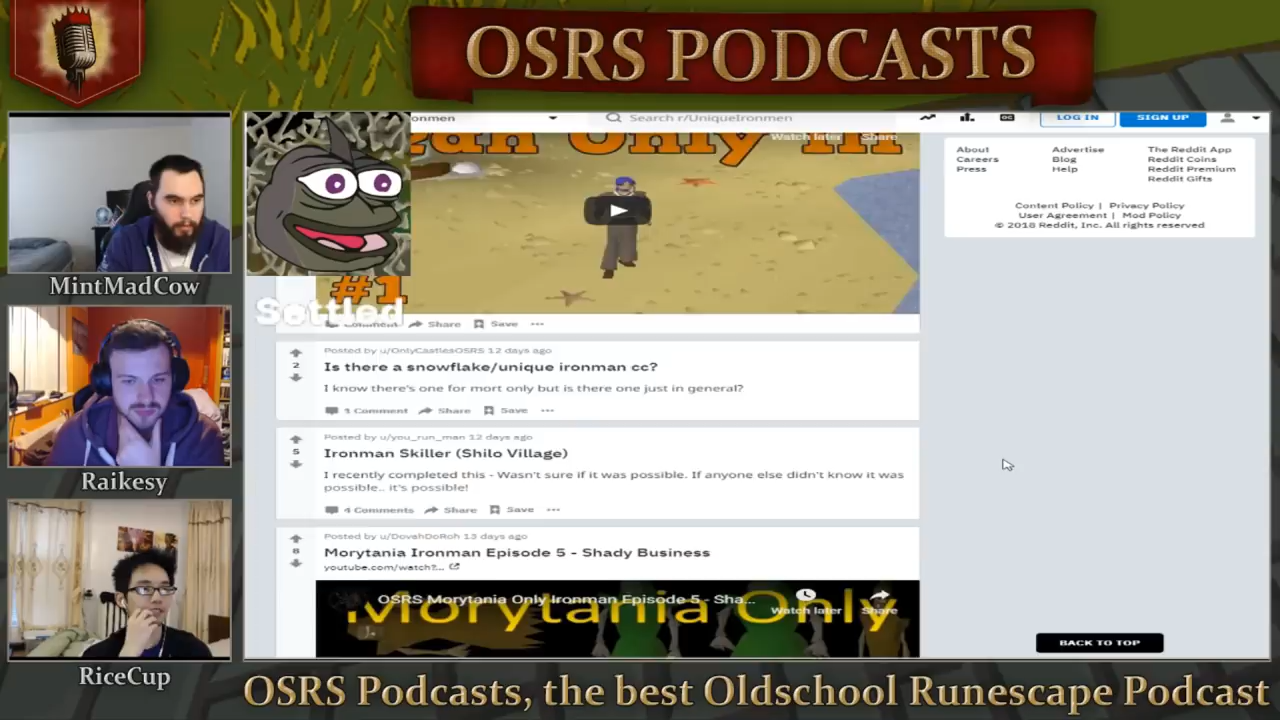 OSRS PODCASTS
MintMadCow
Raikesy
RiceCup
onmen
Search r/UniqueIronmen
LOG IN
SIGN UP
Only in
Watch later
Share
#1
Settled
Comment Share Save
Posted by u/OnlyCastlesOSRS 12 days ago
2
Is there a snowflake/unique ironman cc?
I know there's one for mort only but is there one just in general?
1 Comment Share Save
Posted by u/you_run_man 12 days ago
5
Ironman Skiller (Shilo Village)
I recently completed this - Wasn't sure if it was possible. If anyone else didn't know it was
possible.. it's possible!
4 Comments Share Save
Posted by u/DovahDoRoh 13 days ago
8
Morytania Ironman Episode 5 - Shady Business
youtube.com/watch?...
OSRS Morytania Only Ironman Episode 5 - Sha...
Watch later
Share
Morytania Only
About Advertise The Reddit App
Careers Blog Reddit Coins
Press Help Reddit Premium
Reddit Gifts
Content Policy | Privacy Policy
User Agreement | Mod Policy
© 2018 Reddit, Inc. All rights reserved
BACK TO TOP
OSRS Podcasts, the best Oldschool Runescape Podcast